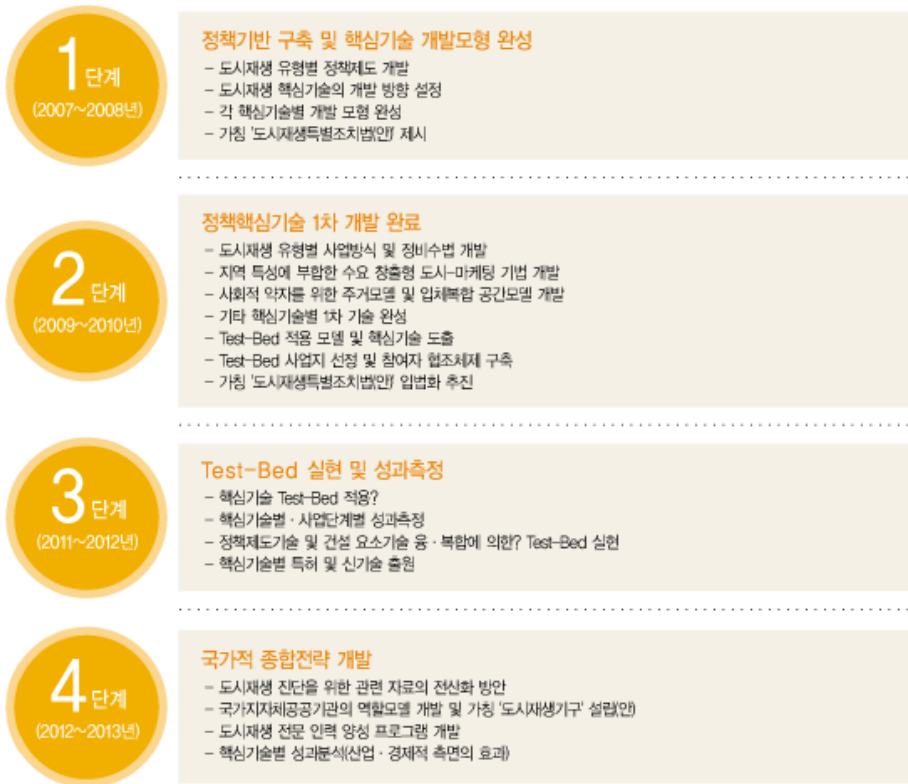 1단계
(2007~2008년)
정책기반 구축 및 핵심기술 개발모형 완성
- 도시재생 유형별 정책제도 개발
- 도시재생 핵심기술의 개발 방향 설정
- 각 핵심기술별 개발 모형 완성
- 가칭 '도시재생특별조치법(안)' 제시
2단계
(2009~2010년)
정책핵심기술 1차 개발 완료
- 도시재생 유형별 사업방식 및 정비수법 개발
- 지역 특성에 부합한 수요 창출형 도시-마케팅 기법 개발
- 사회적 약자를 위한 주거모델 및 입체복합 공간모델 개발
- 기타 핵심기술별 1차 기술 완성
- Test-Bed 적용 모델 및 핵심기술 도출
- Test-Bed 사업지 선정 및 참여자 협조체제 구축
- 가칭 '도시재생특별조치법(안)' 입법화 추진
3단계
(2011~2012년)
Test-Bed 실현 및 성과측정
- 핵심기술 Test-Bed 적용?
- 핵심기술별 · 사업단계별 성과측정
- 정책제도기술 및 건설 요소기술 융 · 복합에 의한? Test-Bed 실현
- 핵심기술별 특허 및 신기술 출원
4단계
(2012~2013년)
국가적 종합전략 개발
- 도시재생 진단을 위한 관련 자료의 전산화 방안
- 국가지자체공공기관의 역할모델 개발 및 가칭 '도시재생기구' 설립(안)
- 도시재생 전문 인력 양성 프로그램 개발
- 핵심기술별 성과분석(산업 · 경제적 측면의 효과)